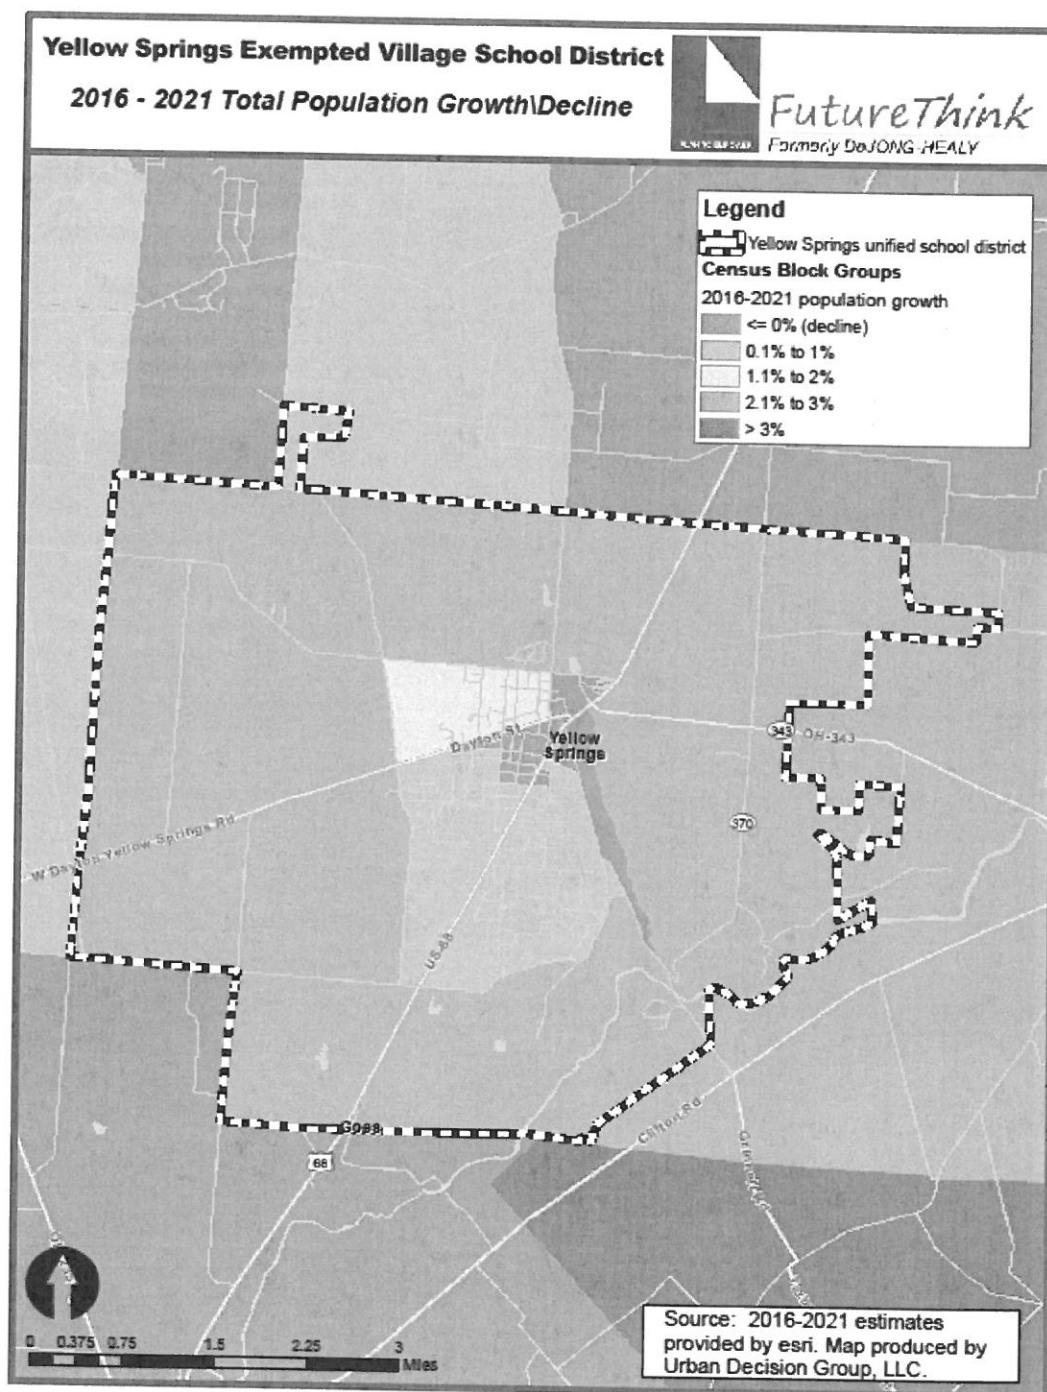 Yellow Springs Exempted Village School District
2016 - 2021 Total Population Growth\Decline
FutureThink
Formerly DeJONG-HEALY
Legend
Yellow Springs unified school district
Census Block Groups
2016-2021 population growth
<= 0% (decline)
0.1% to 1%
1.1% to 2%
2.1% to 3%
> 3%
Dayton St
Yellow
Springs
343
OH-343
370
W Dayton Yellow Springs Rd
US-68
Goes
68
Clifton Rd
0 0.375 0.75 1.5 2.25 3
Miles
Source: 2016-2021 estimates
provided by esri. Map produced by
Urban Decision Group, LLC.